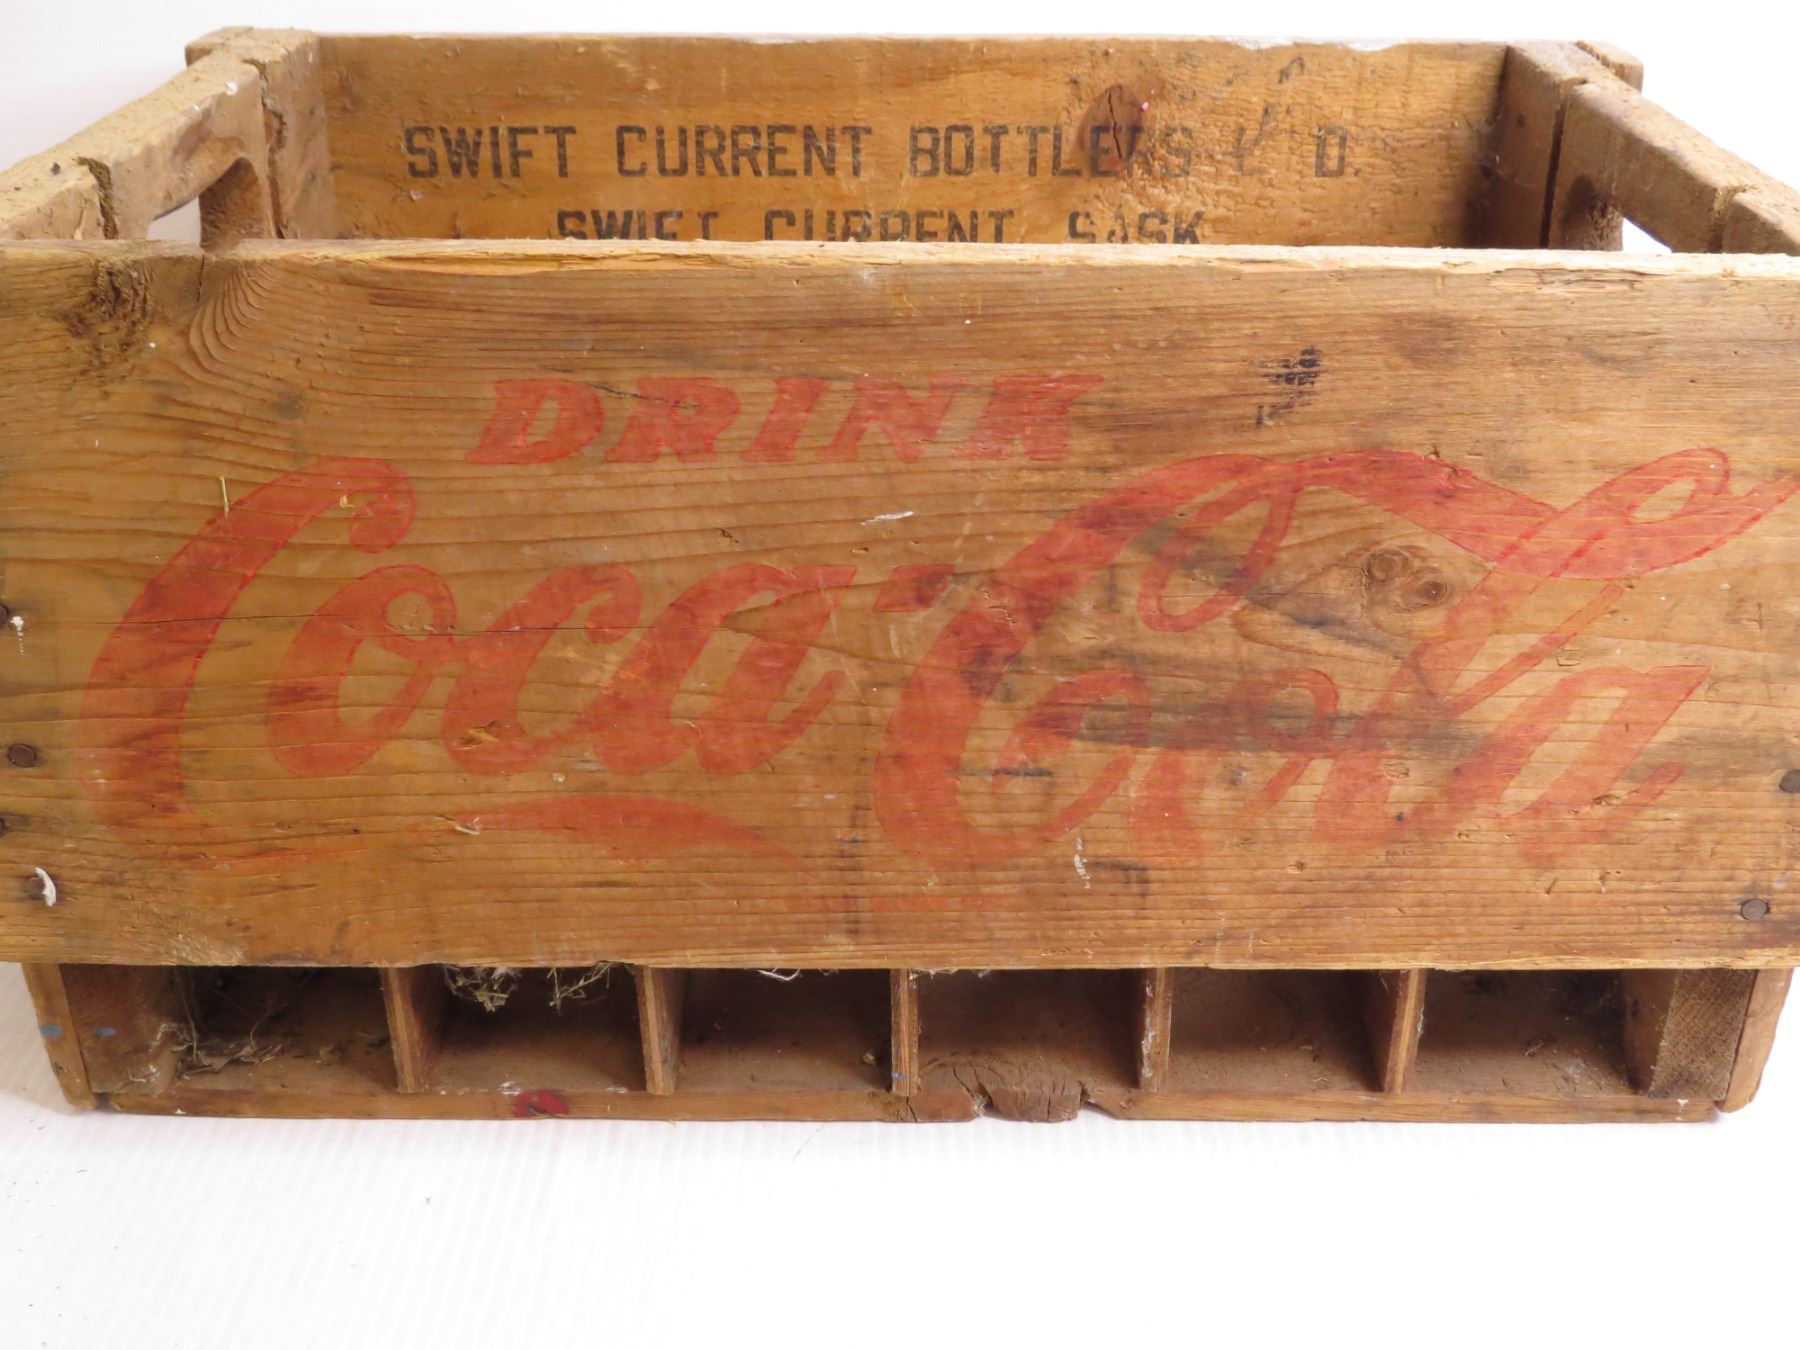 SWIFT CURRENT BOTTLERS L D.
SWIFT CURRENT SASK
DRINK
Coca-Cola